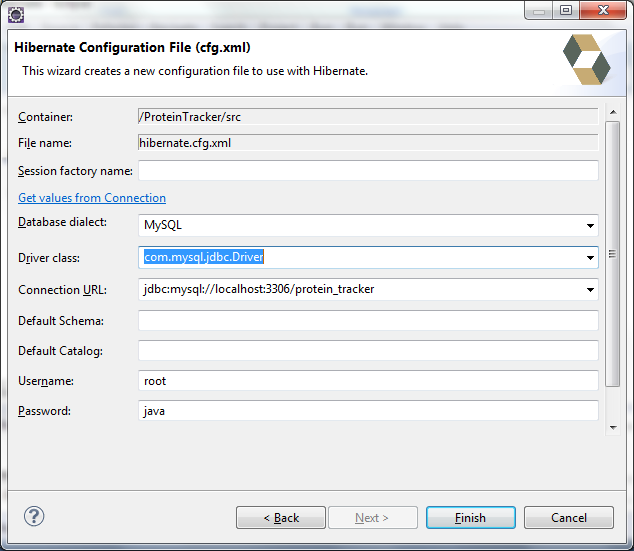 Hibernate Configuration File (cfg.xml)
This wizard creates a new configuration file to use with Hibernate.
Container: /ProteinTracker/src
File name: hibernate.cfg.xml
Session factory name:
Get values from Connection
Database dialect: MySQL
Driver class: com.mysql.jdbc.Driver
Connection URL: jdbc:mysql://localhost:3306/protein_tracker
Default Schema:
Default Catalog:
Username: root
Password: java
?
< Back Next > Finish Cancel